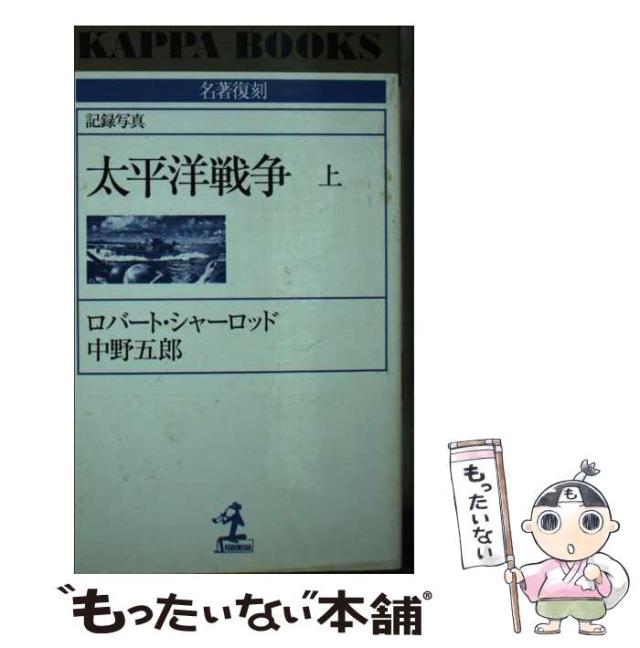 KAPPA BOOKS
名著復刻
記録写真
太平洋戦争 上
ロバート・シャーロッド
中野五郎
KOBUNSHA
もったいない
も
"もったいない"本舗®